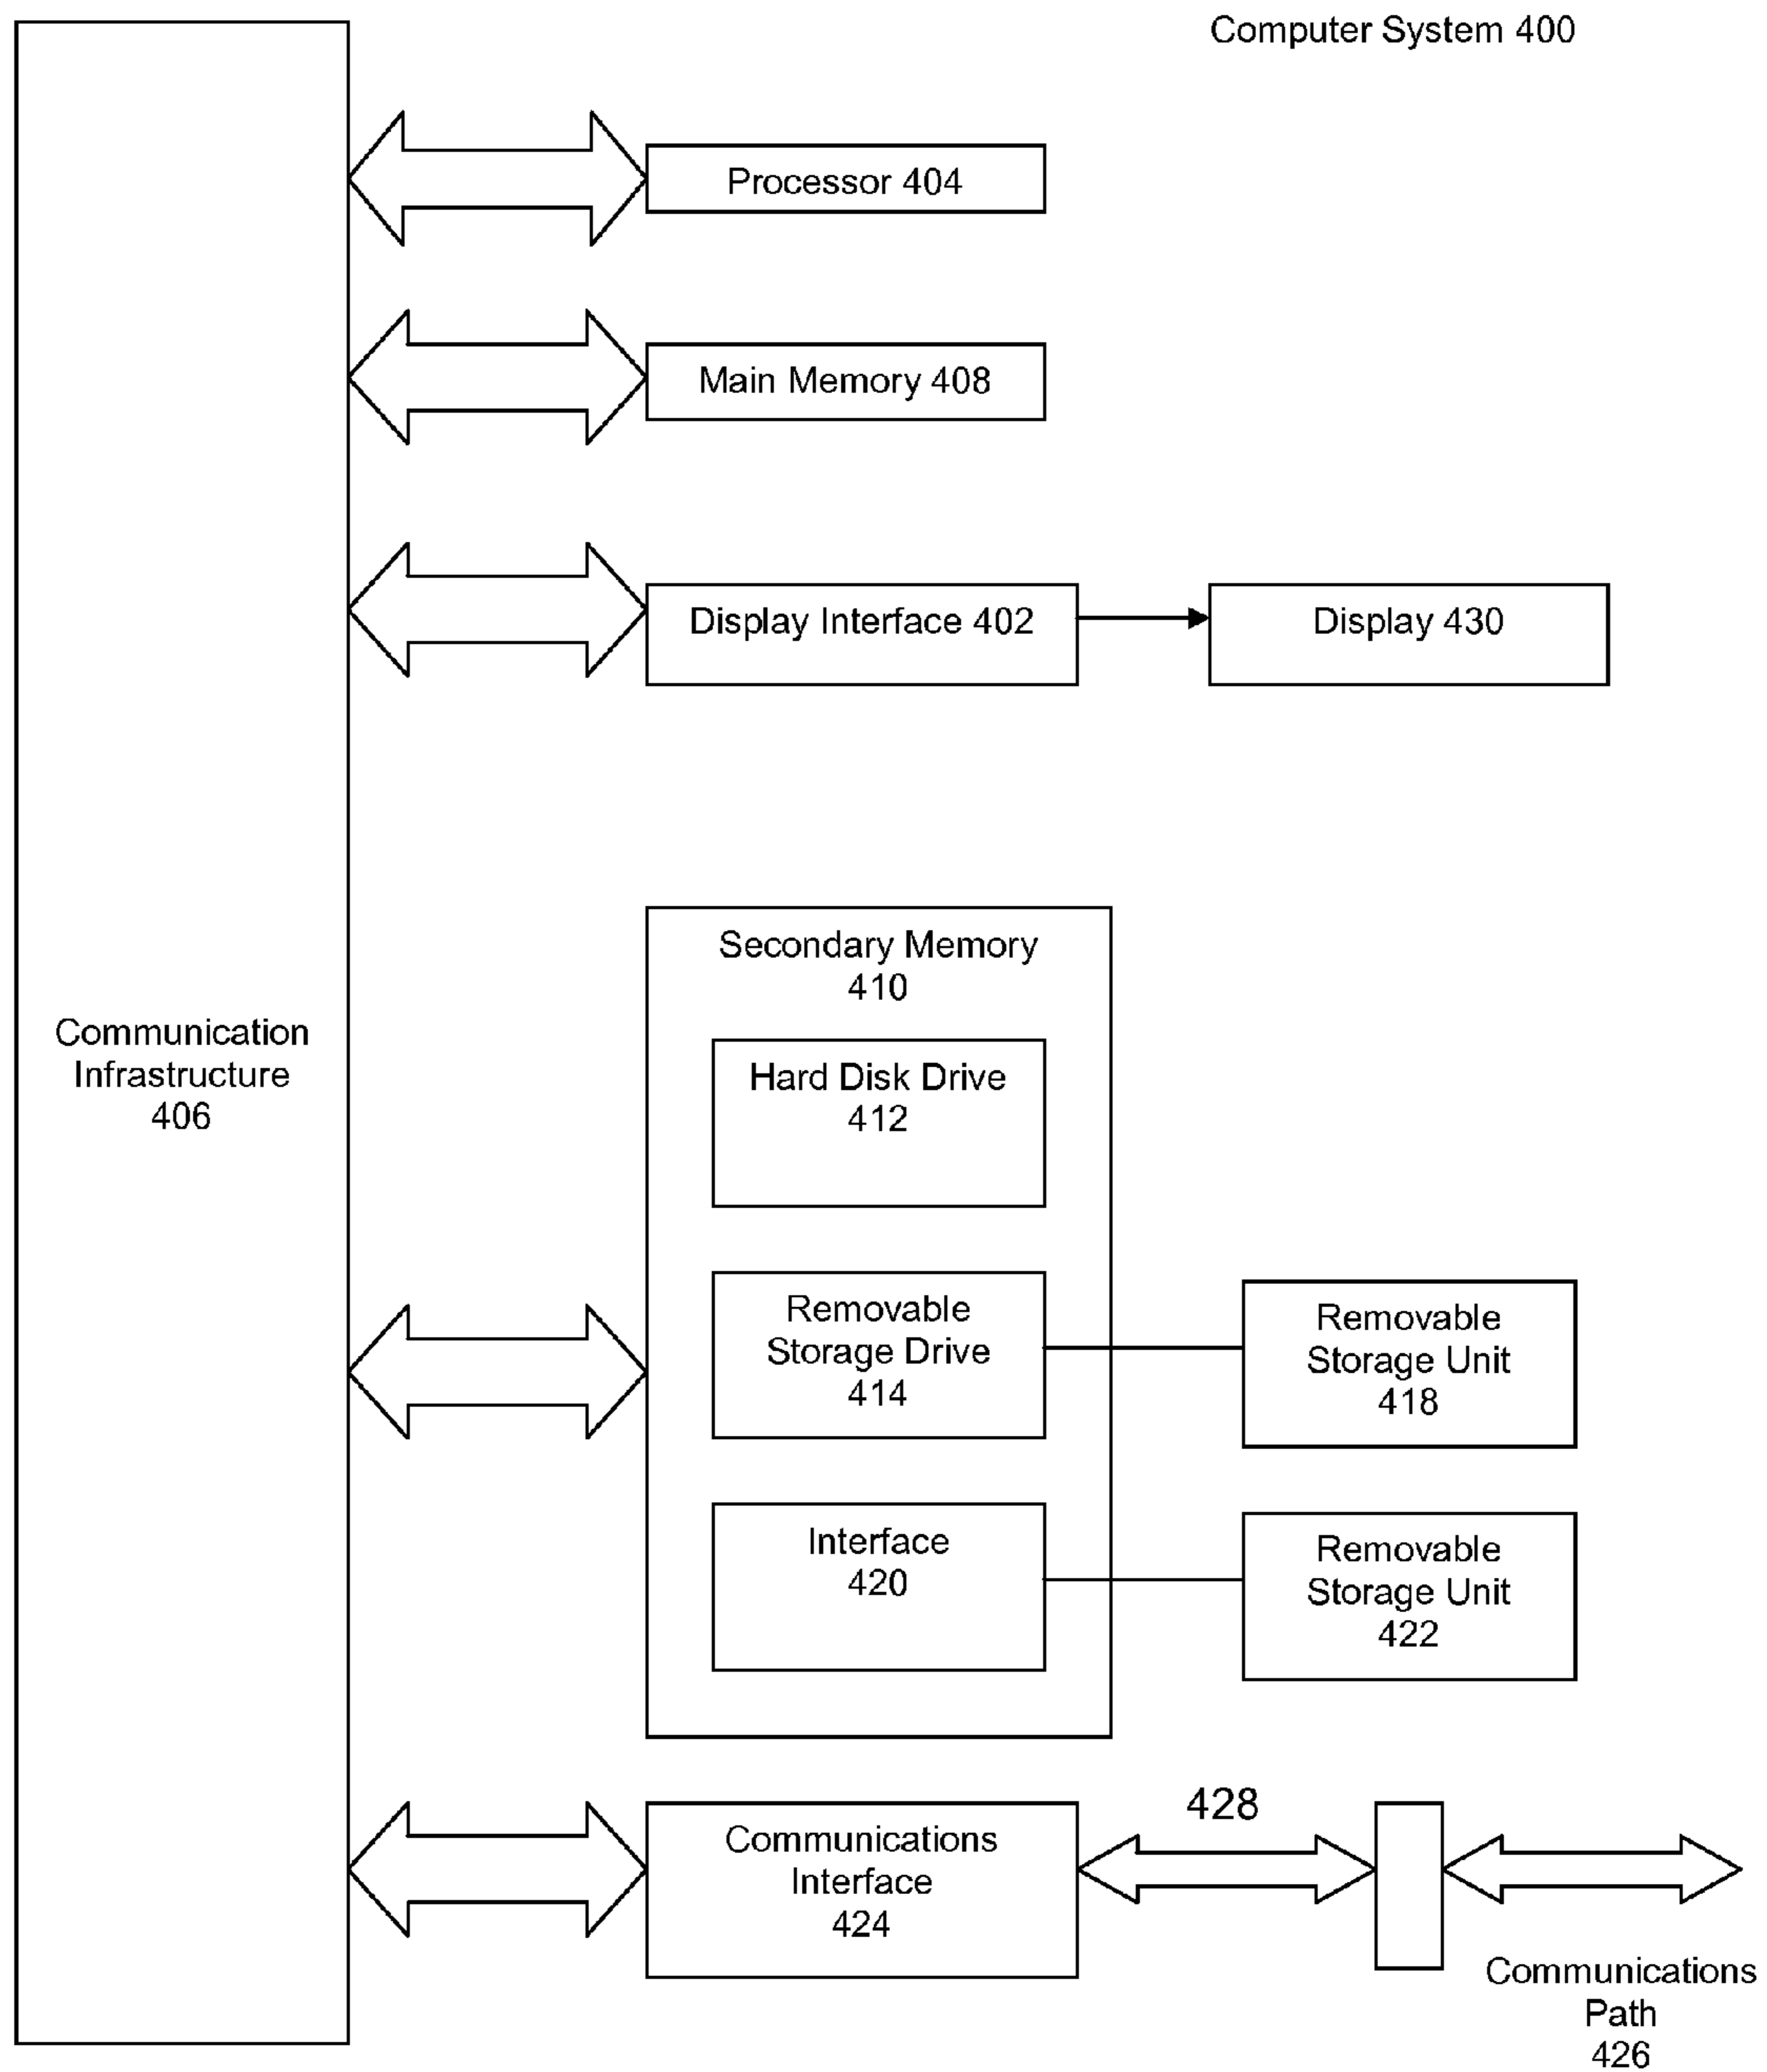 Computer System 400
Processor 404
Main Memory 408
Display Interface 402
Display 430
Communication
Infrastructure
406
Secondary Memory
410
Hard Disk Drive
412
Removable
Storage Drive
414
Removable
Storage Unit
418
Interface
420
Removable
Storage Unit
422
Communications
Interface
424
428
Communications
Path
426